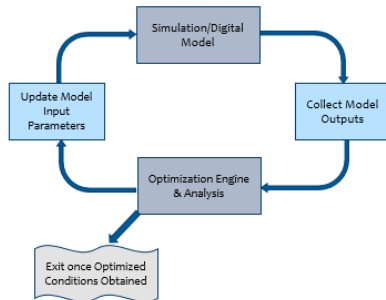 Simulation/Digital
Model
Update Model
Input
Parameters
Collect Model
Outputs
Optimization Engine
& Analysis
Exit once Optimized
Conditions Obtained